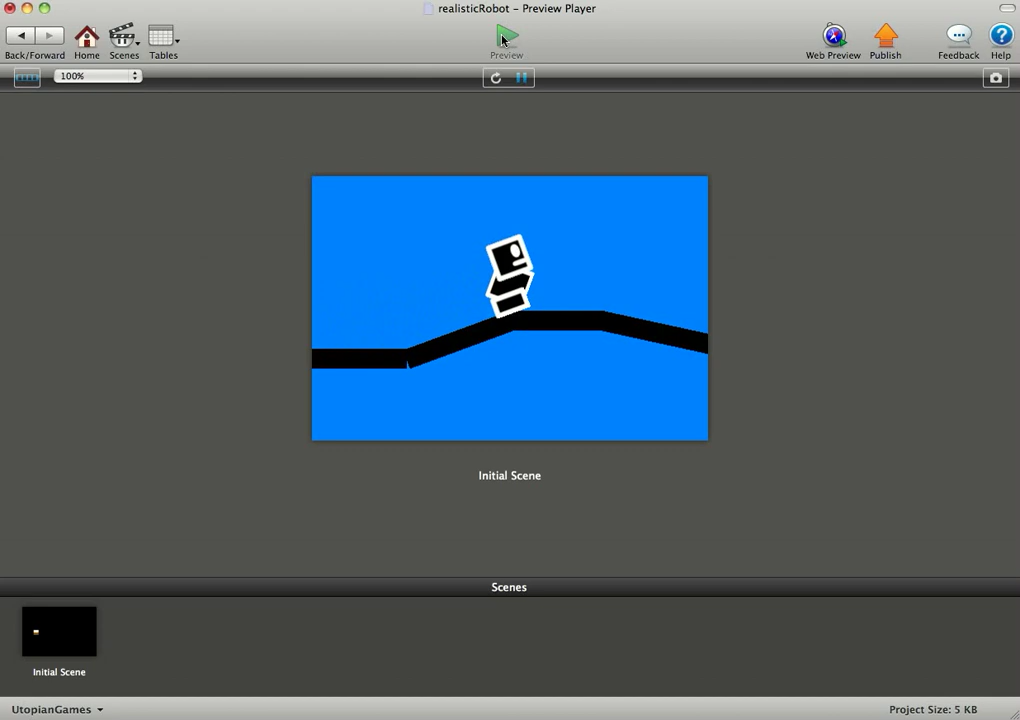 realisticRobot – Preview Player
Back/Forward Home Scenes Tables Preview Web Preview Publish Feedback Help
100%
Initial Scene
Scenes
Initial Scene
UtopianGames Project Size: 5 KB